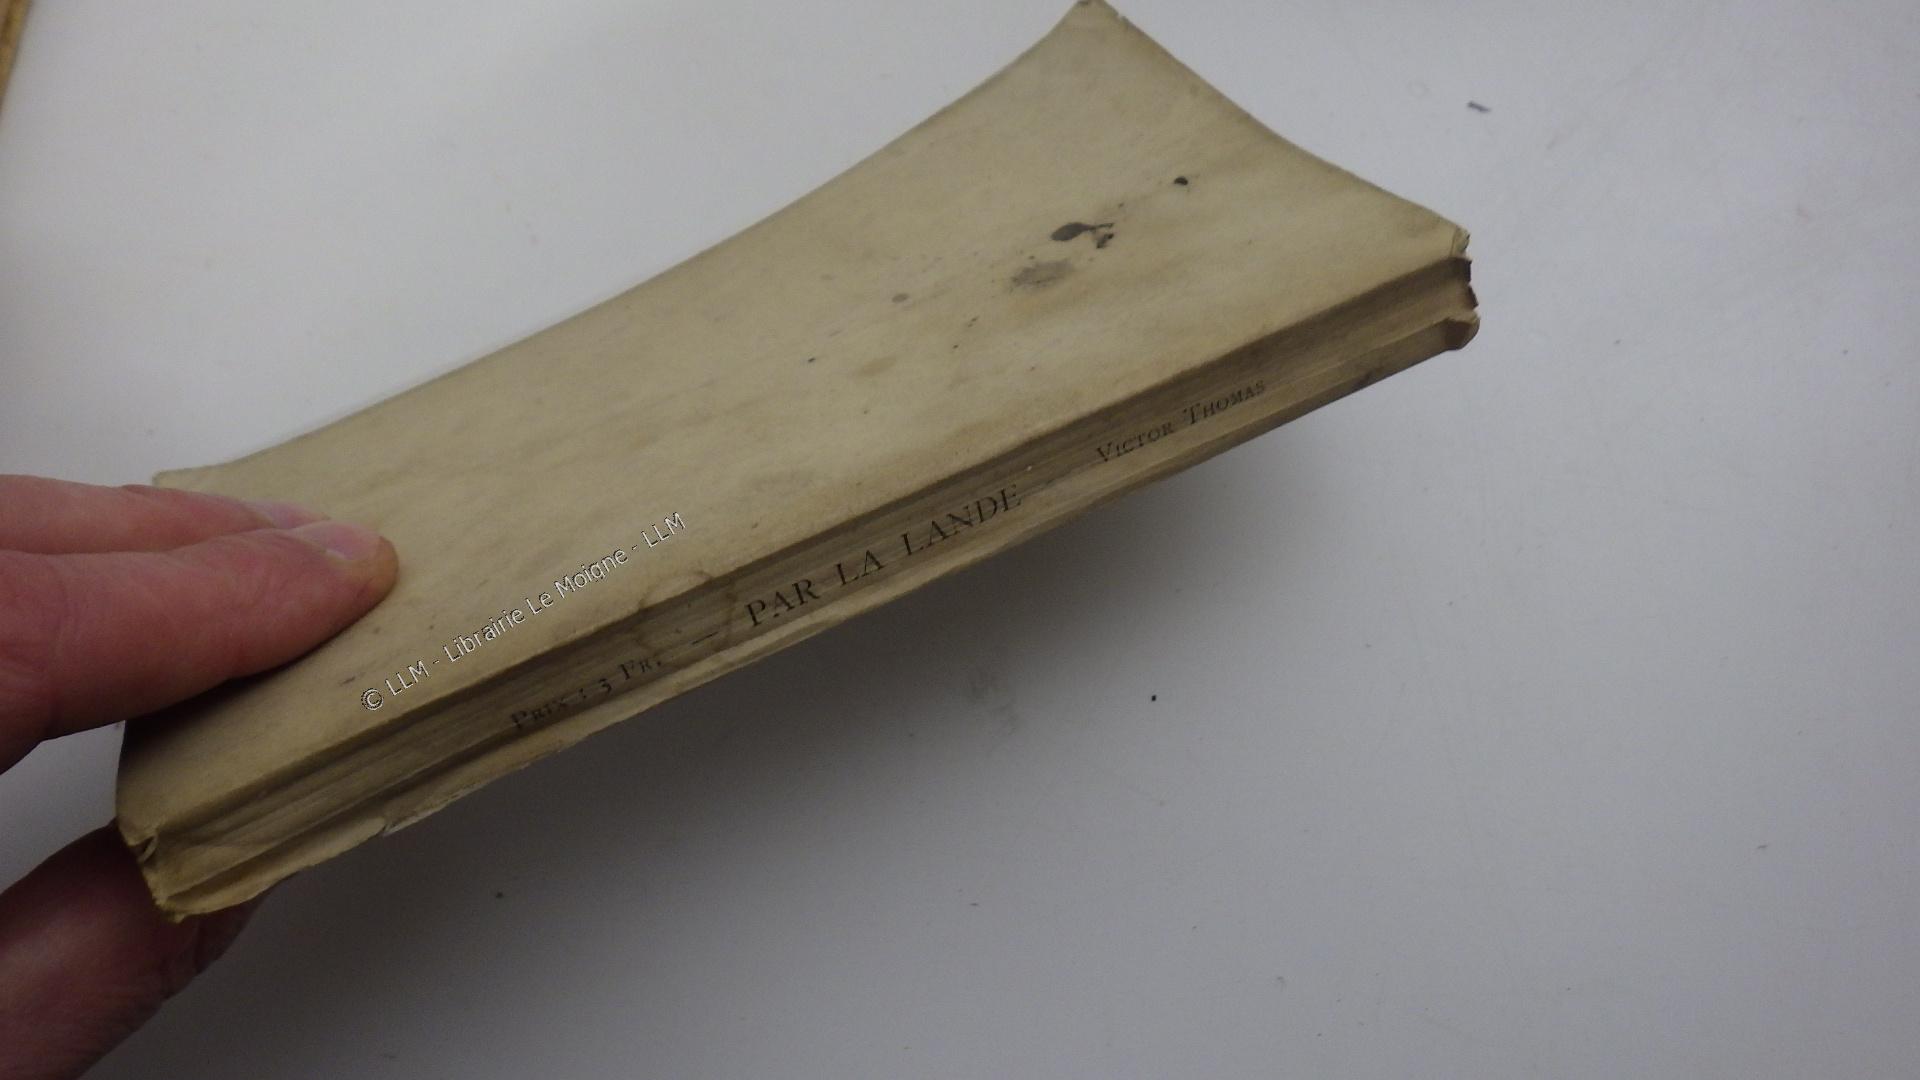 Prix : 3 Fr. — PAR LA LANDE — Victor Thomas
© LLM - Librairie Le Moigne - LLM